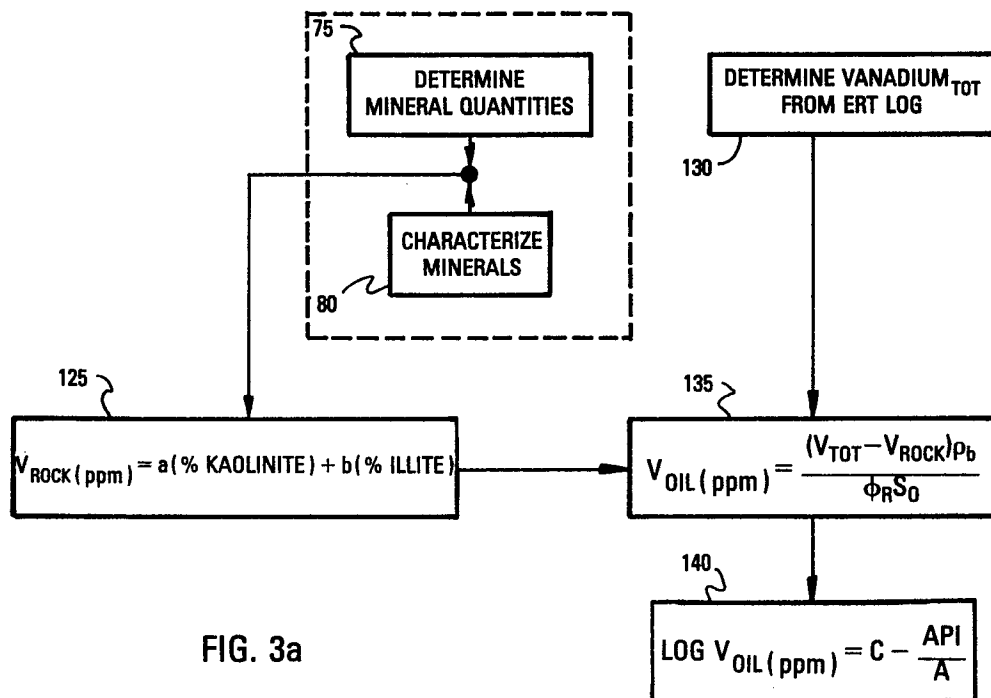 75
DETERMINE
MINERAL QUANTITIES
DETERMINE VANADIUM_TOT
FROM ERT LOG
130
CHARACTERIZE
MINERALS
80
125
V_ROCK(ppm) = a(% KAOLINITE) + b(% ILLITE)
135
V_OIL(ppm) = (V_TOT − V_ROCK)ρ_b / ϕ_R S_O
140
LOG V_OIL(ppm) = C − API / A
FIG. 3a